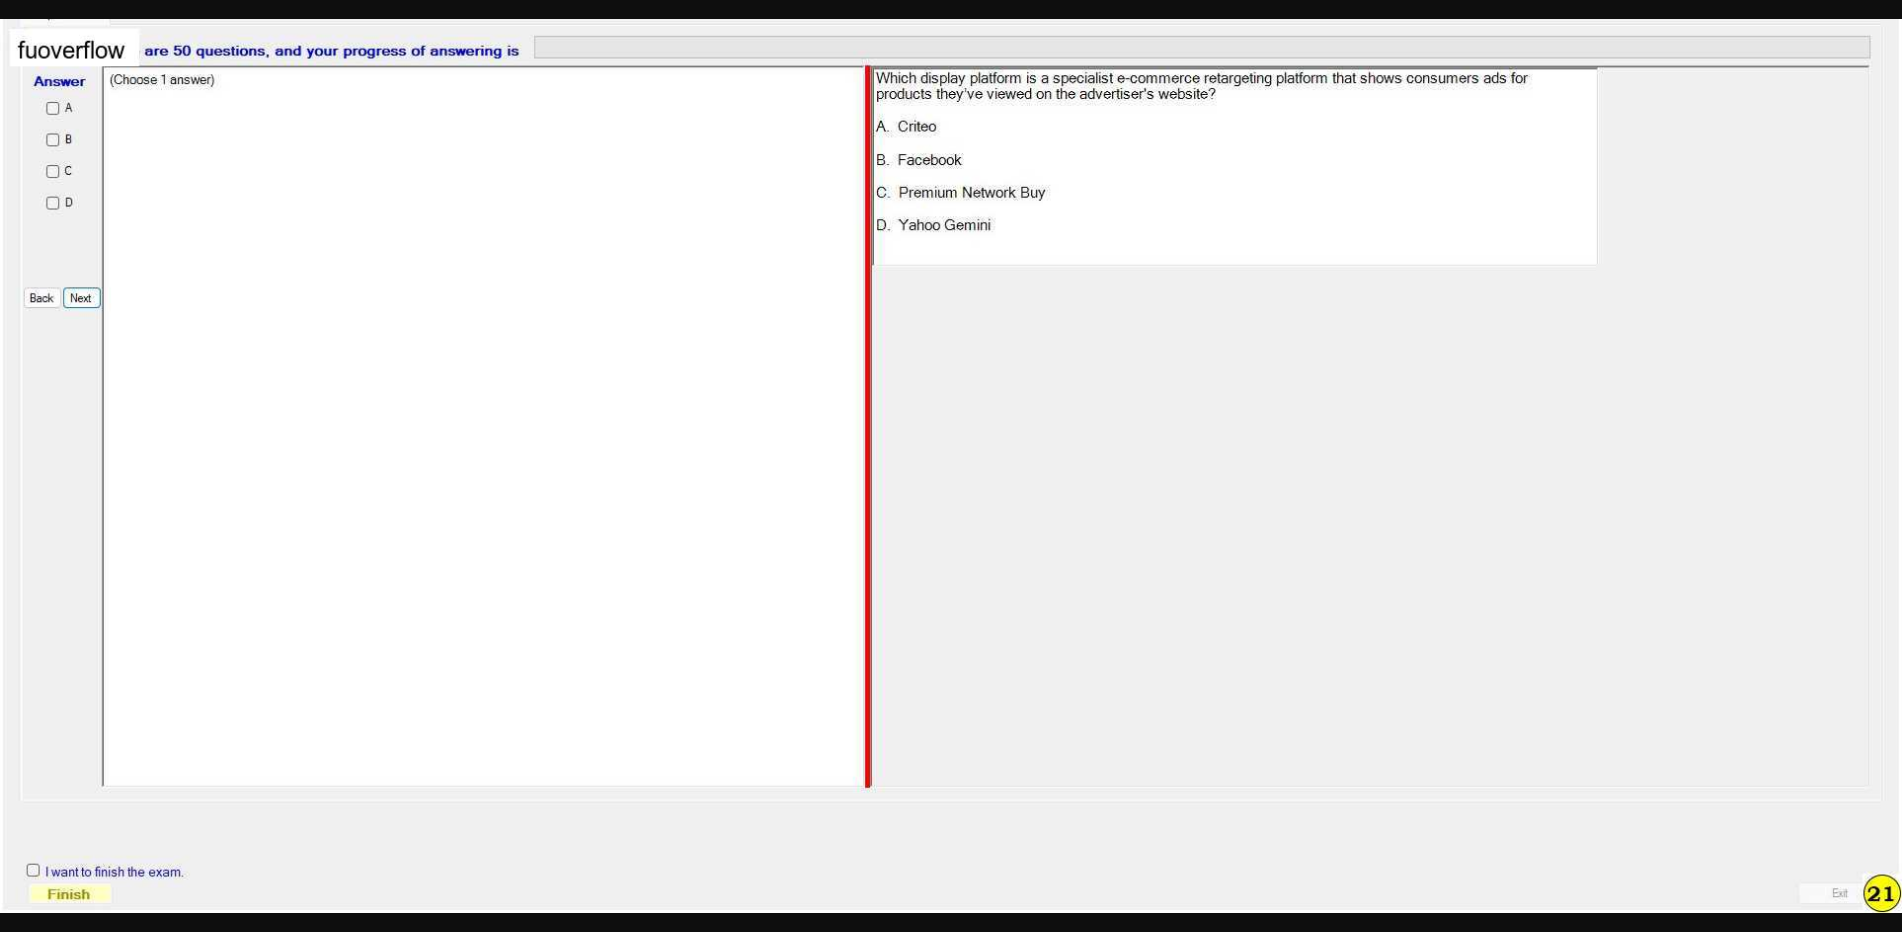 fuoverflow are 50 questions, and your progress of answering is
Answer
(Choose 1 answer)
A
B
C
D
Back Next
Which display platform is a specialist e-commerce retargeting platform that shows consumers ads for
products they've viewed on the advertiser's website?
A. Criteo
B. Facebook
C. Premium Network Buy
D. Yahoo Gemini
I want to finish the exam.
Finish
Exit
21